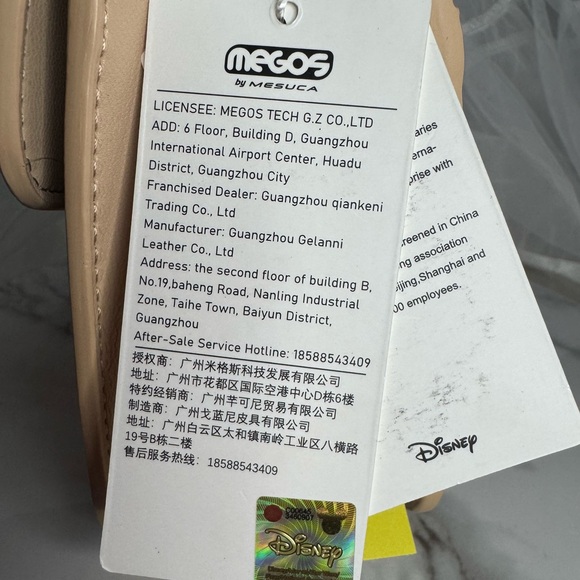 MEGOS
by MESUCA
LICENSEE: MEGOS TECH G.Z CO.,LTD
ADD: 6 Floor, Building D, Guangzhou
International Airport Center, Huadu
District, Guangzhou City
Franchised Dealer: Guangzhou qiankeni
Trading Co., Ltd
Manufacturer: Guangzhou Gelanni
Leather Co., Ltd
Address: the second floor of building B,
No.19,baheng Road, Nanling Industrial
Zone, Taihe Town, Baiyun District,
Guangzhou
After-Sale Service Hotline: 18588543409
授权商：广州米格斯科技发展有限公司
地址：广州市花都区国际空港中心D栋6楼
特约经销商：广州芊可尼贸易有限公司
制造商：广州戈蓝尼皮具有限公司
地址：广州白云区太和镇南岭工业区八横路
19号B栋二楼
售后服务热线：18588543409
Disney
aries
erna-
prise with
creened in China
ng association
ijing,Shanghai and
00 employees.
Disney